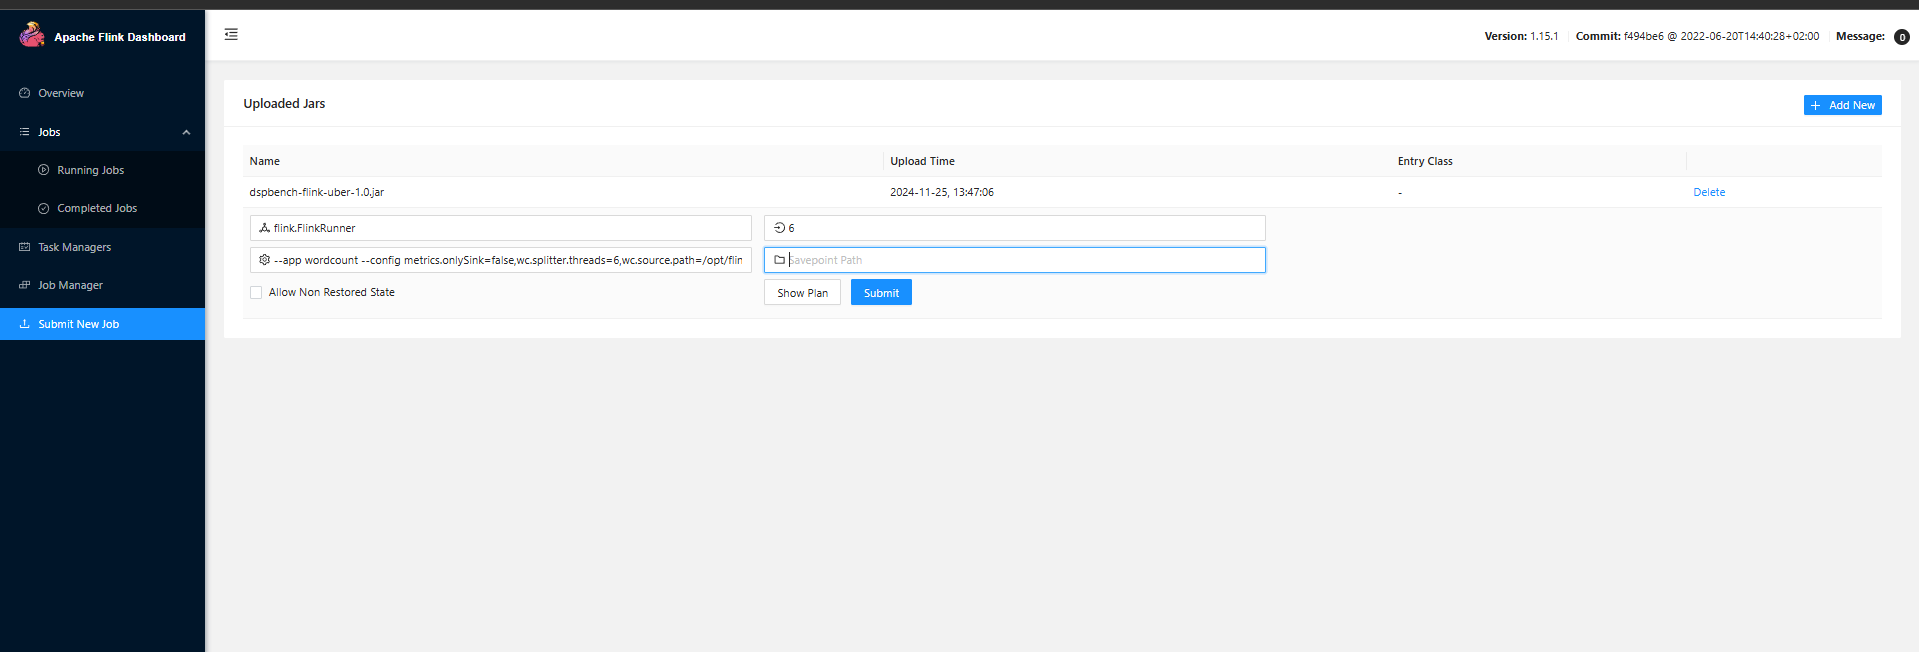 Apache Flink Dashboard
Version: 1.15.1 Commit: f494be6 @ 2022-06-20T14:40:28+02:00 Message: 0
Overview
Jobs
Running Jobs
Completed Jobs
Task Managers
Job Manager
Submit New Job
Uploaded Jars
Add New
Name Upload Time Entry Class
dspbench-flink-uber-1.0.jar 2024-11-25, 13:47:06 - Delete
flink.FlinkRunner 6
--app wordcount --config metrics.onlySink=false,wc.splitter.threads=6,wc.source.path=/opt/flin Savepoint Path
Allow Non Restored State Show Plan Submit